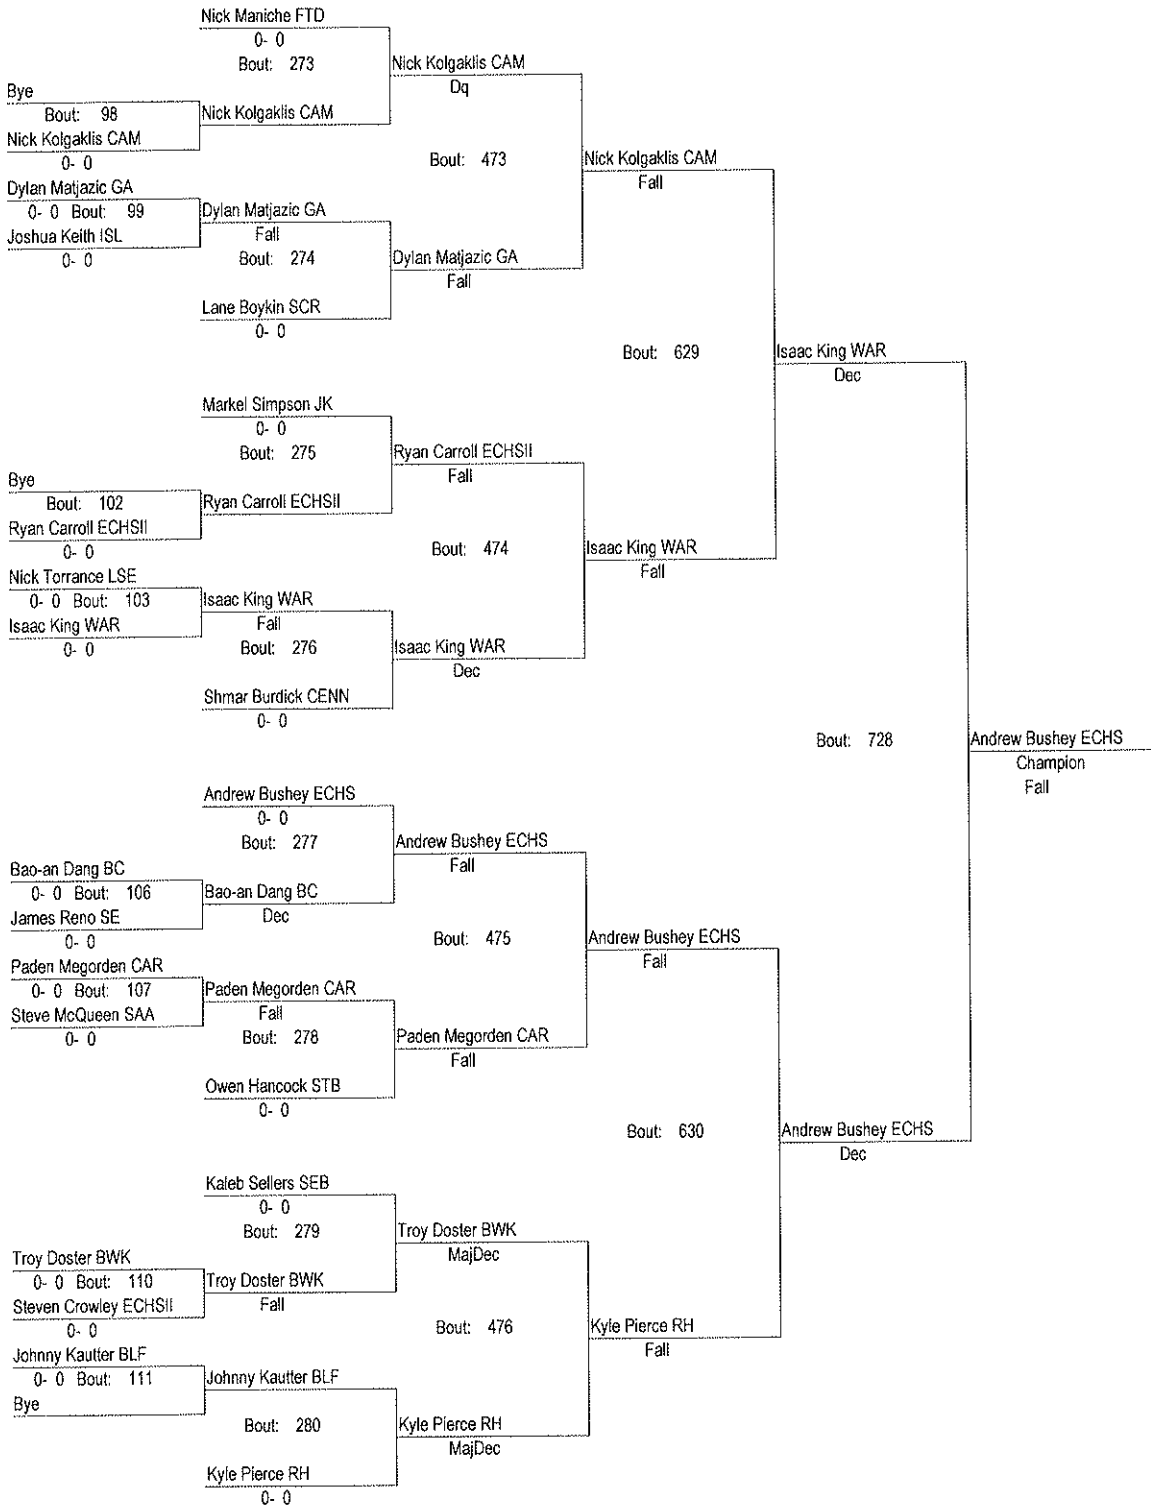 Nick Maniche FTD
0- 0
Bout: 273
Nick Kolgaklis CAM
Dq
Bye
Bout: 98
Nick Kolgaklis CAM
Nick Kolgaklis CAM
0- 0
Bout: 473
Nick Kolgaklis CAM
Fall
Dylan Matjazic GA
0- 0 Bout: 99
Dylan Matjazic GA
Fall
Joshua Keith ISL
0- 0
Bout: 274
Dylan Matjazic GA
Fall
Lane Boykin SCR
0- 0
Bout: 629
Isaac King WAR
Dec
Markel Simpson JK
0- 0
Bout: 275
Ryan Carroll ECHSII
Fall
Bye
Bout: 102
Ryan Carroll ECHSII
Ryan Carroll ECHSII
0- 0
Bout: 474
Isaac King WAR
Fall
Nick Torrance LSE
0- 0 Bout: 103
Isaac King WAR
Fall
Isaac King WAR
0- 0
Bout: 276
Isaac King WAR
Dec
Shmar Burdick CENN
0- 0
Bout: 728
Andrew Bushey ECHS
Champion
Fall
Andrew Bushey ECHS
0- 0
Bout: 277
Andrew Bushey ECHS
Fall
Bao-an Dang BC
0- 0 Bout: 106
Bao-an Dang BC
Dec
James Reno SE
0- 0
Bout: 475
Andrew Bushey ECHS
Fall
Paden Megorden CAR
0- 0 Bout: 107
Paden Megorden CAR
Fall
Steve McQueen SAA
0- 0
Bout: 278
Paden Megorden CAR
Fall
Owen Hancock STB
0- 0
Bout: 630
Andrew Bushey ECHS
Dec
Kaleb Sellers SEB
0- 0
Bout: 279
Troy Doster BWK
MajDec
Troy Doster BWK
0- 0 Bout: 110
Troy Doster BWK
Fall
Steven Crowley ECHSII
0- 0
Bout: 476
Kyle Pierce RH
Fall
Johnny Kautter BLF
0- 0 Bout: 111
Johnny Kautter BLF
Bye
Bout: 280
Kyle Pierce RH
MajDec
Kyle Pierce RH
0- 0